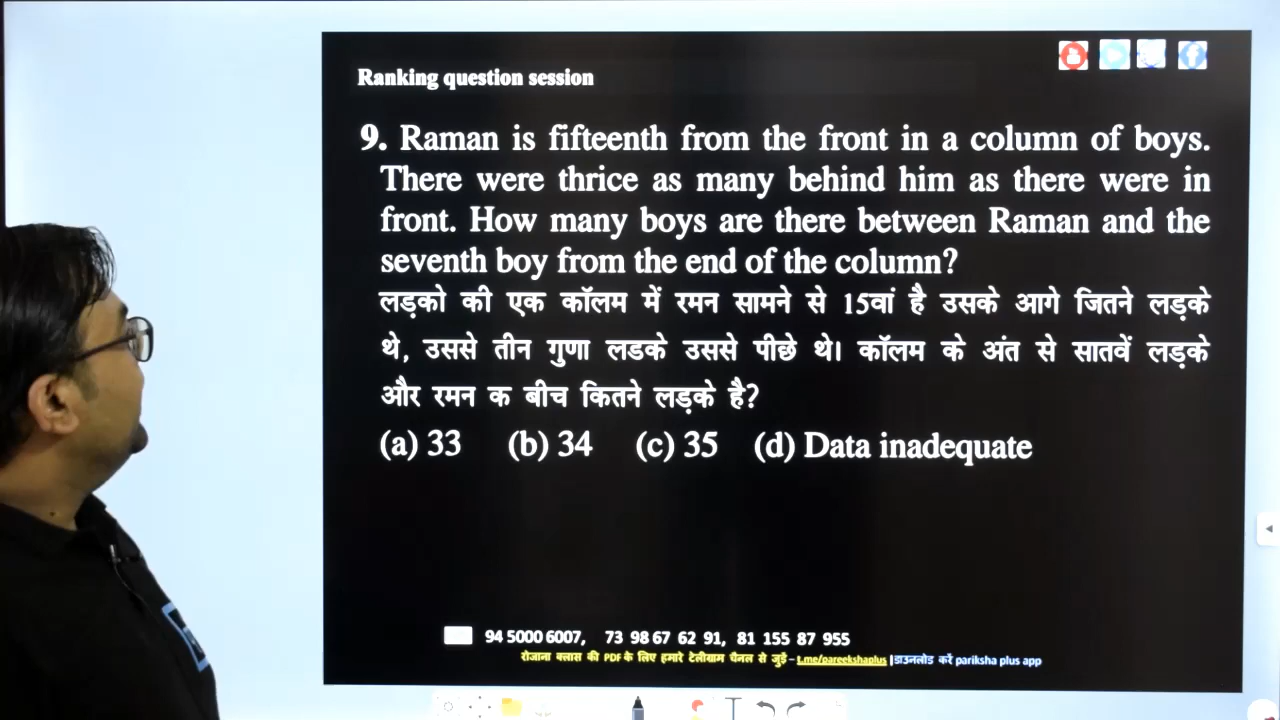 Ranking question session
9. Raman is fifteenth from the front in a column of boys.
There were thrice as many behind him as there were in
front. How many boys are there between Raman and the
seventh boy from the end of the column?
लड़को की एक कॉलम में रमन सामने से 15वां है उसके आगे जितने लड़के
थे, उससे तीन गुणा लडके उससे पीछे थे। कॉलम के अंत से सातवें लड़के
और रमन क बीच कितने लड़के है?
(a) 33 (b) 34 (c) 35 (d) Data inadequate
94 5000 6007, 73 98 67 62 91, 81 155 87 955
रोजाना क्लास की PDF के लिए हमारे टेलीग्राम चैनल से जुड़ें – t.me/pareekshaplus | डाउनलोड करें pariksha plus app